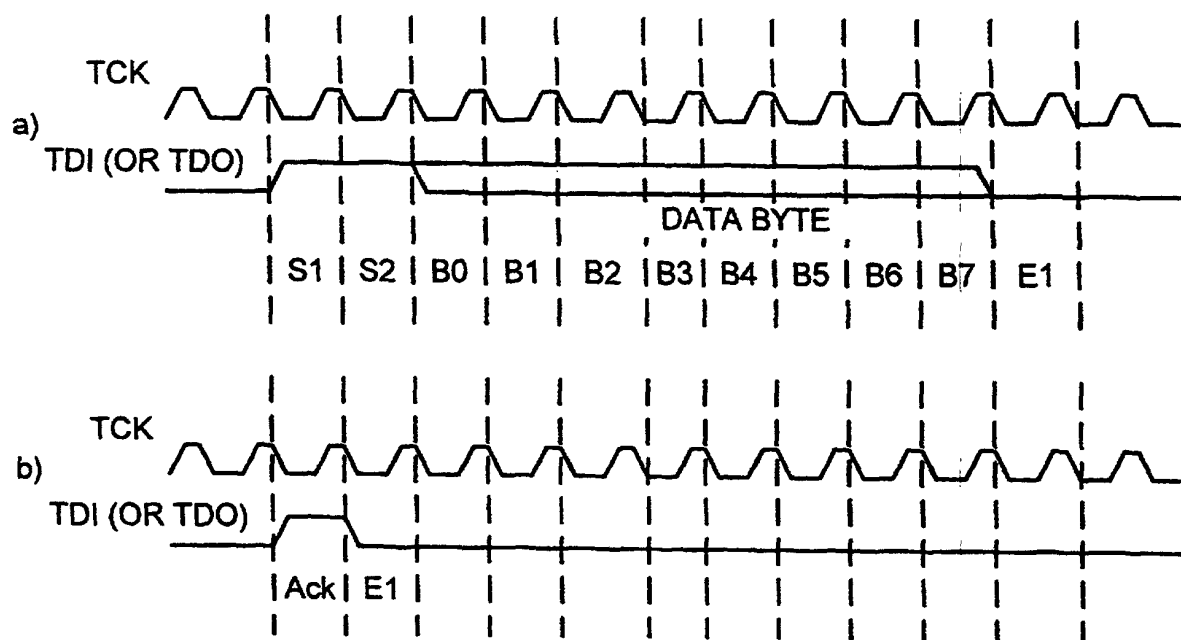 TCK
a)
TDI (OR TDO)
DATA BYTE
S1 S2 B0 B1 B2 B3 B4 B5 B6 B7 E1
TCK
b)
TDI (OR TDO)
Ack E1